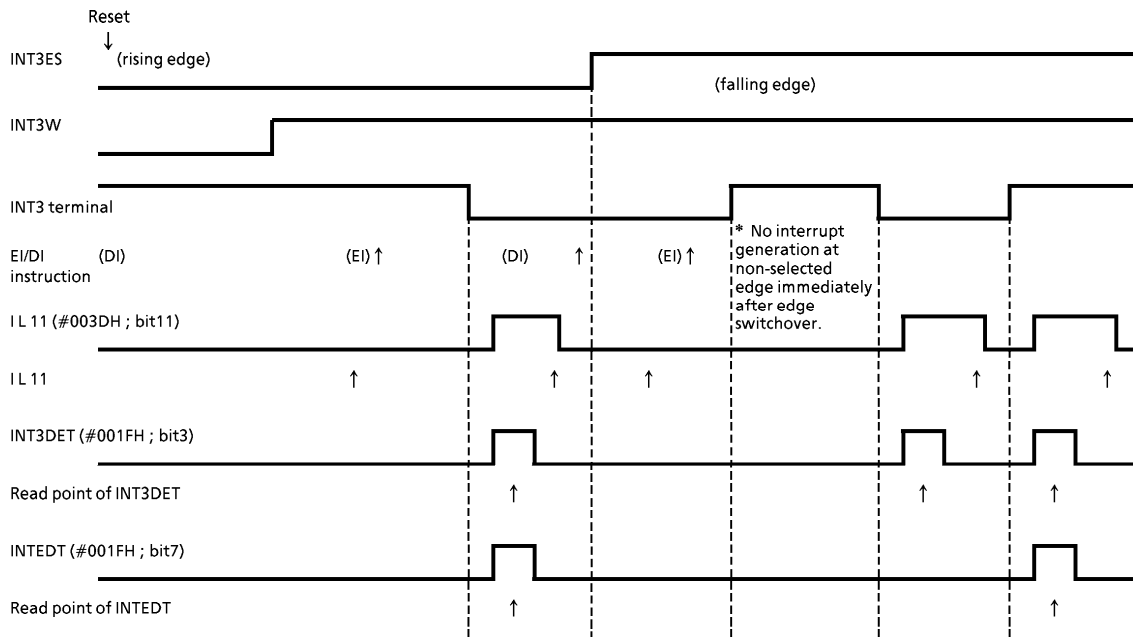 Reset
↓
INT3ES (rising edge)
(falling edge)
INT3W
INT3 terminal
EI/DI (DI) (EI)↑ (DI) ↑ (EI)↑
instruction
* No interrupt
generation at
non-selected
edge immediately
after edge
switchover.
I L 11 (#003DH ; bit11)
I L 11 ↑ ↑ ↑ ↑ ↑
INT3DET (#001FH ; bit3)
Read point of INT3DET ↑ ↑ ↑
INTEDT (#001FH ; bit7)
Read point of INTEDT ↑ ↑